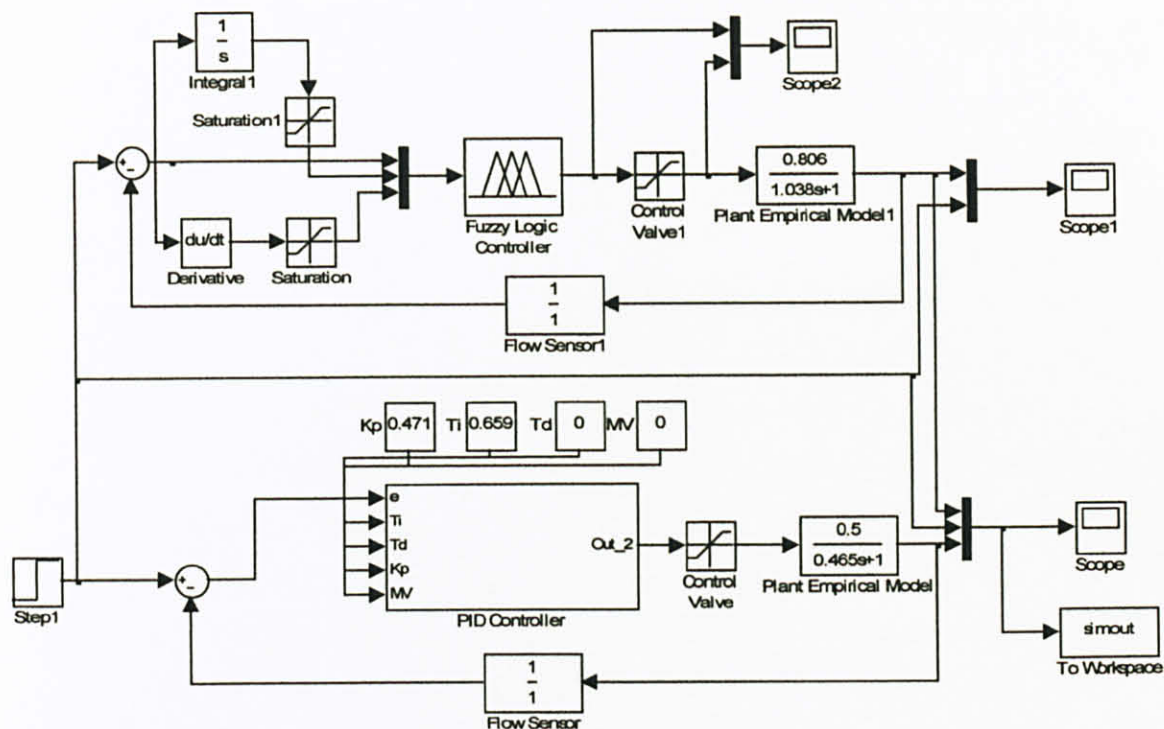 1
s
Integral1
Scope2
Saturation1
+
-
0.806
1.038s+1
Control
Valve1
Plant Empirical Model1
Fuzzy Logic
Controller
Scope1
du/dt
Derivative
Saturation
1
1
Flow Sensor1
Kp 0.471
Ti 0.659
Td 0
MV 0
e
Ti
Td
Kp
MV
Out_2
PID Controller
Control
Valve
0.5
0.465s+1
Plant Empirical Model
Scope
Step1
+
-
simout
To Workspace
1
1
Flow Sensor